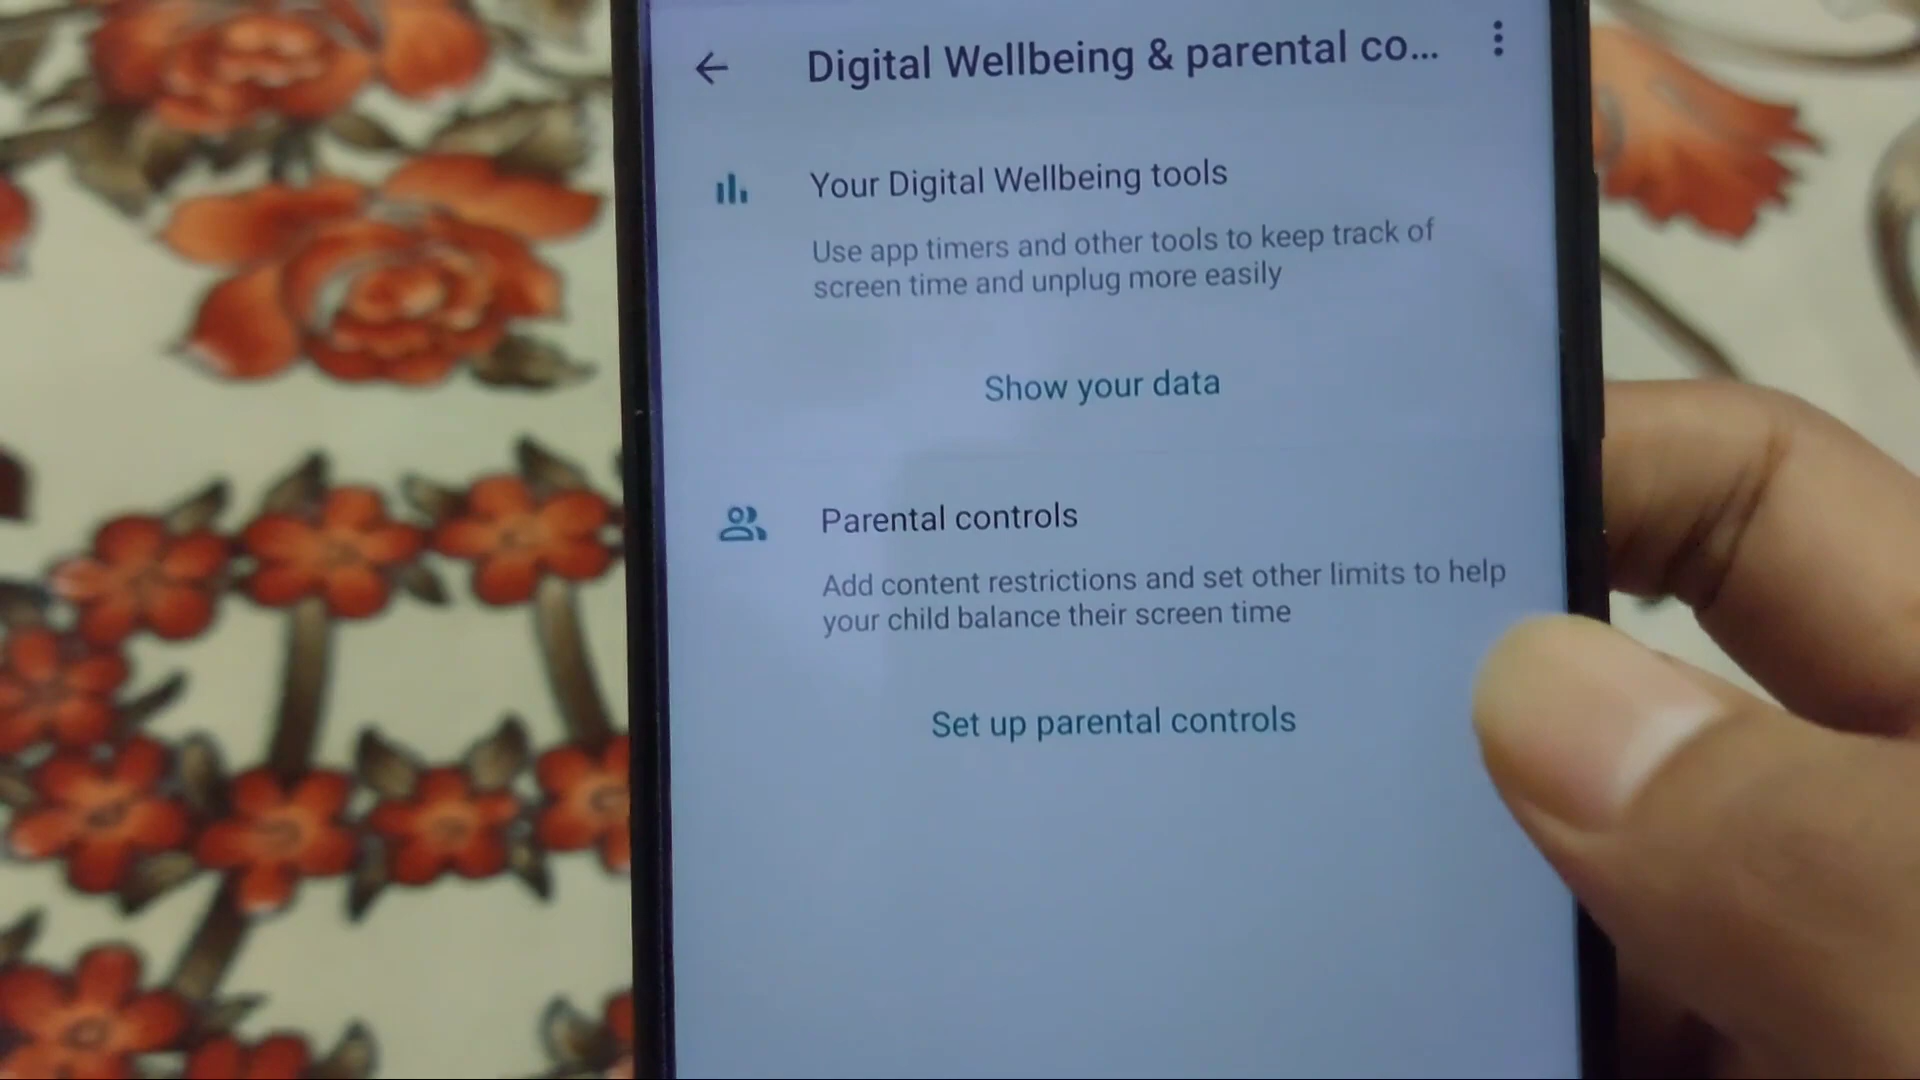 Digital Wellbeing & parental co...
Your Digital Wellbeing tools
Use app timers and other tools to keep track of
screen time and unplug more easily
Show your data
Parental controls
Add content restrictions and set other limits to help
your child balance their screen time
Set up parental controls